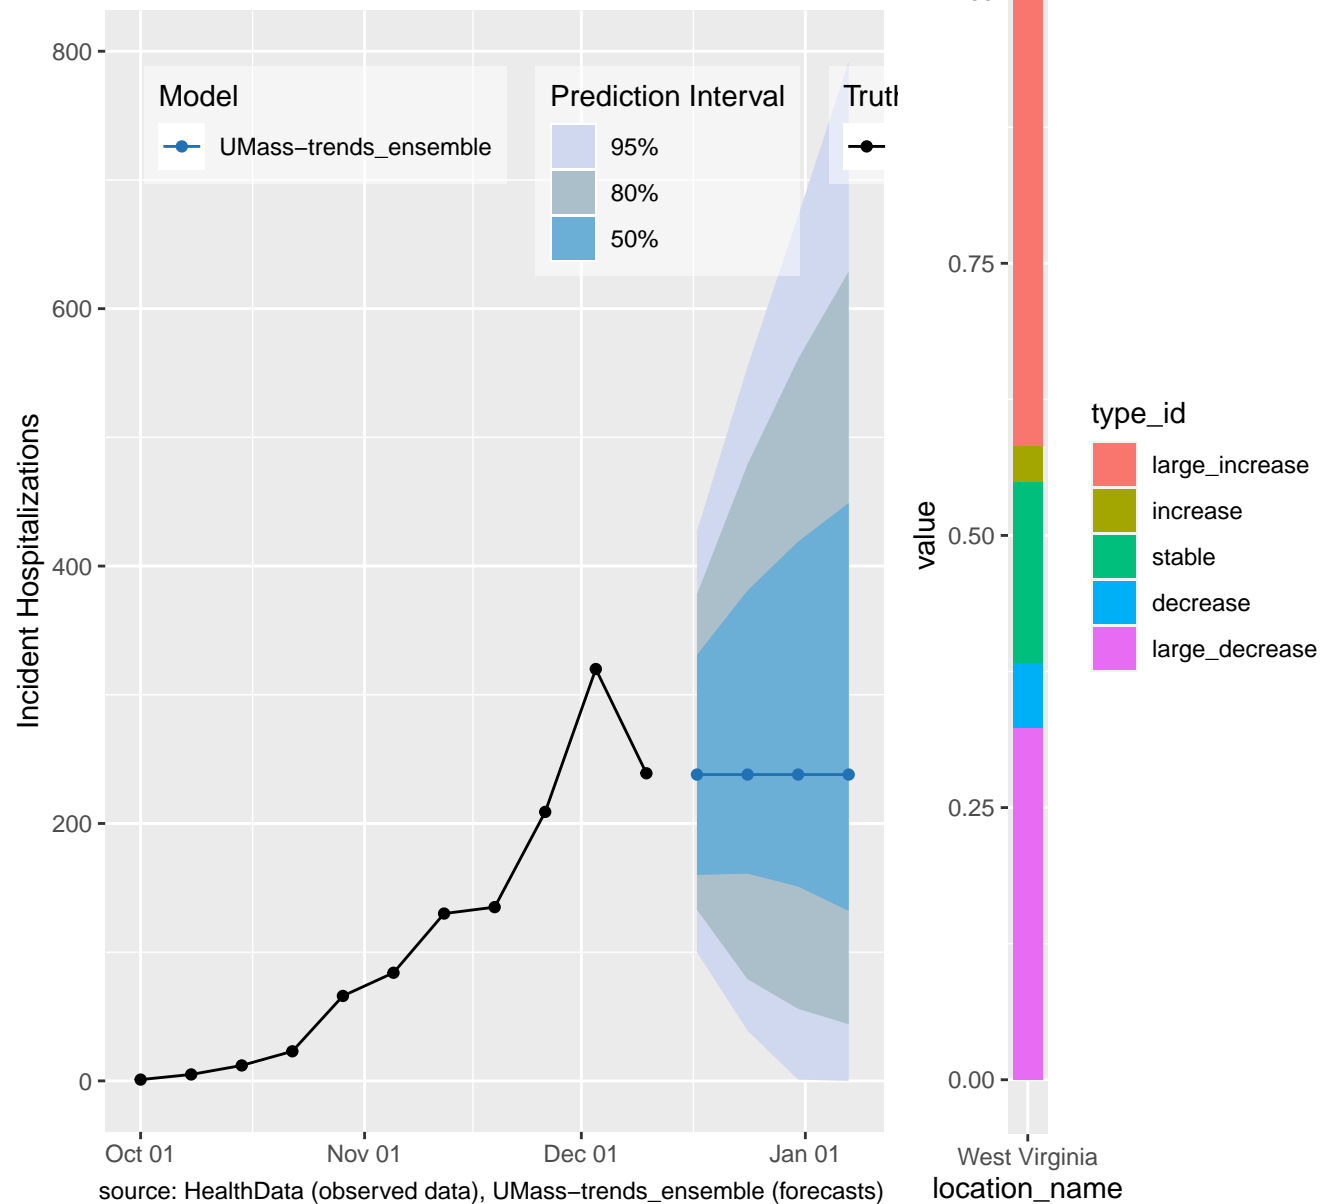 800
600
400
200
0
Incident Hospitalizations
Model
UMass−trends_ensemble
Prediction Interval
95%
80%
50%
Oct 01
Nov 01
Dec 01
Jan 01
source: HealthData (observed data), UMass−trends_ensemble (forecasts)
0.75
0.50
0.25
0.00
value
West Virginia
location_name
type_id
large_increase
increase
stable
decrease
large_decrease